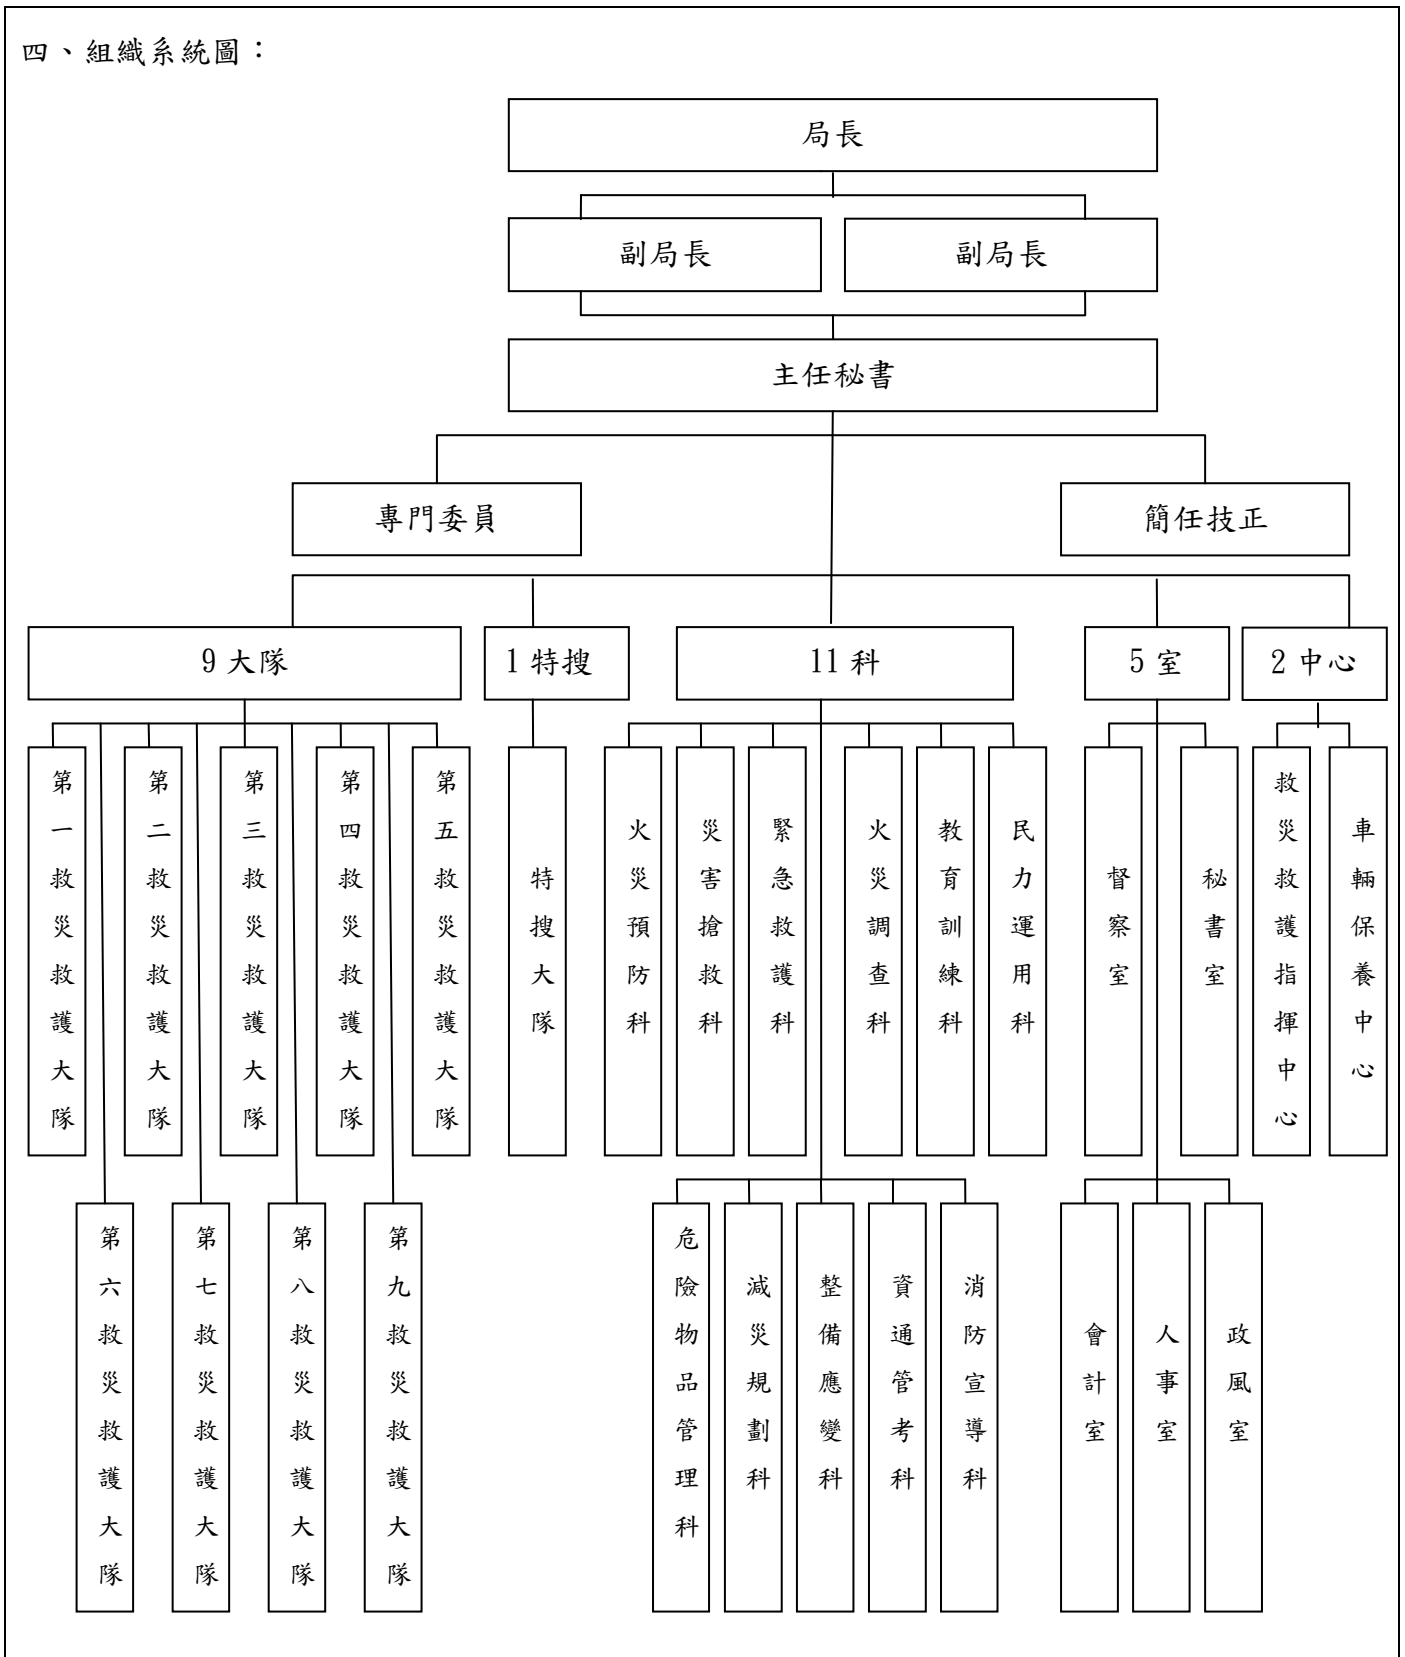 四、組織系統圖：
局長
副局長
副局長
主任秘書
專門委員
簡任技正
9大隊
1特搜
11科
5室
2中心
第一救災救護大隊
第二救災救護大隊
第三救災救護大隊
第四救災救護大隊
第五救災救護大隊
特搜大隊
火災預防科
災害搶救科
緊急救護科
火災調查科
教育訓練科
民力運用科
督察室
秘書室
救災救護指揮中心
車輛保養中心
第六救災救護大隊
第七救災救護大隊
第八救災救護大隊
第九救災救護大隊
危險物品管理科
減災規劃科
整備應變科
資通管考科
消防宣導科
會計室
人事室
政風室